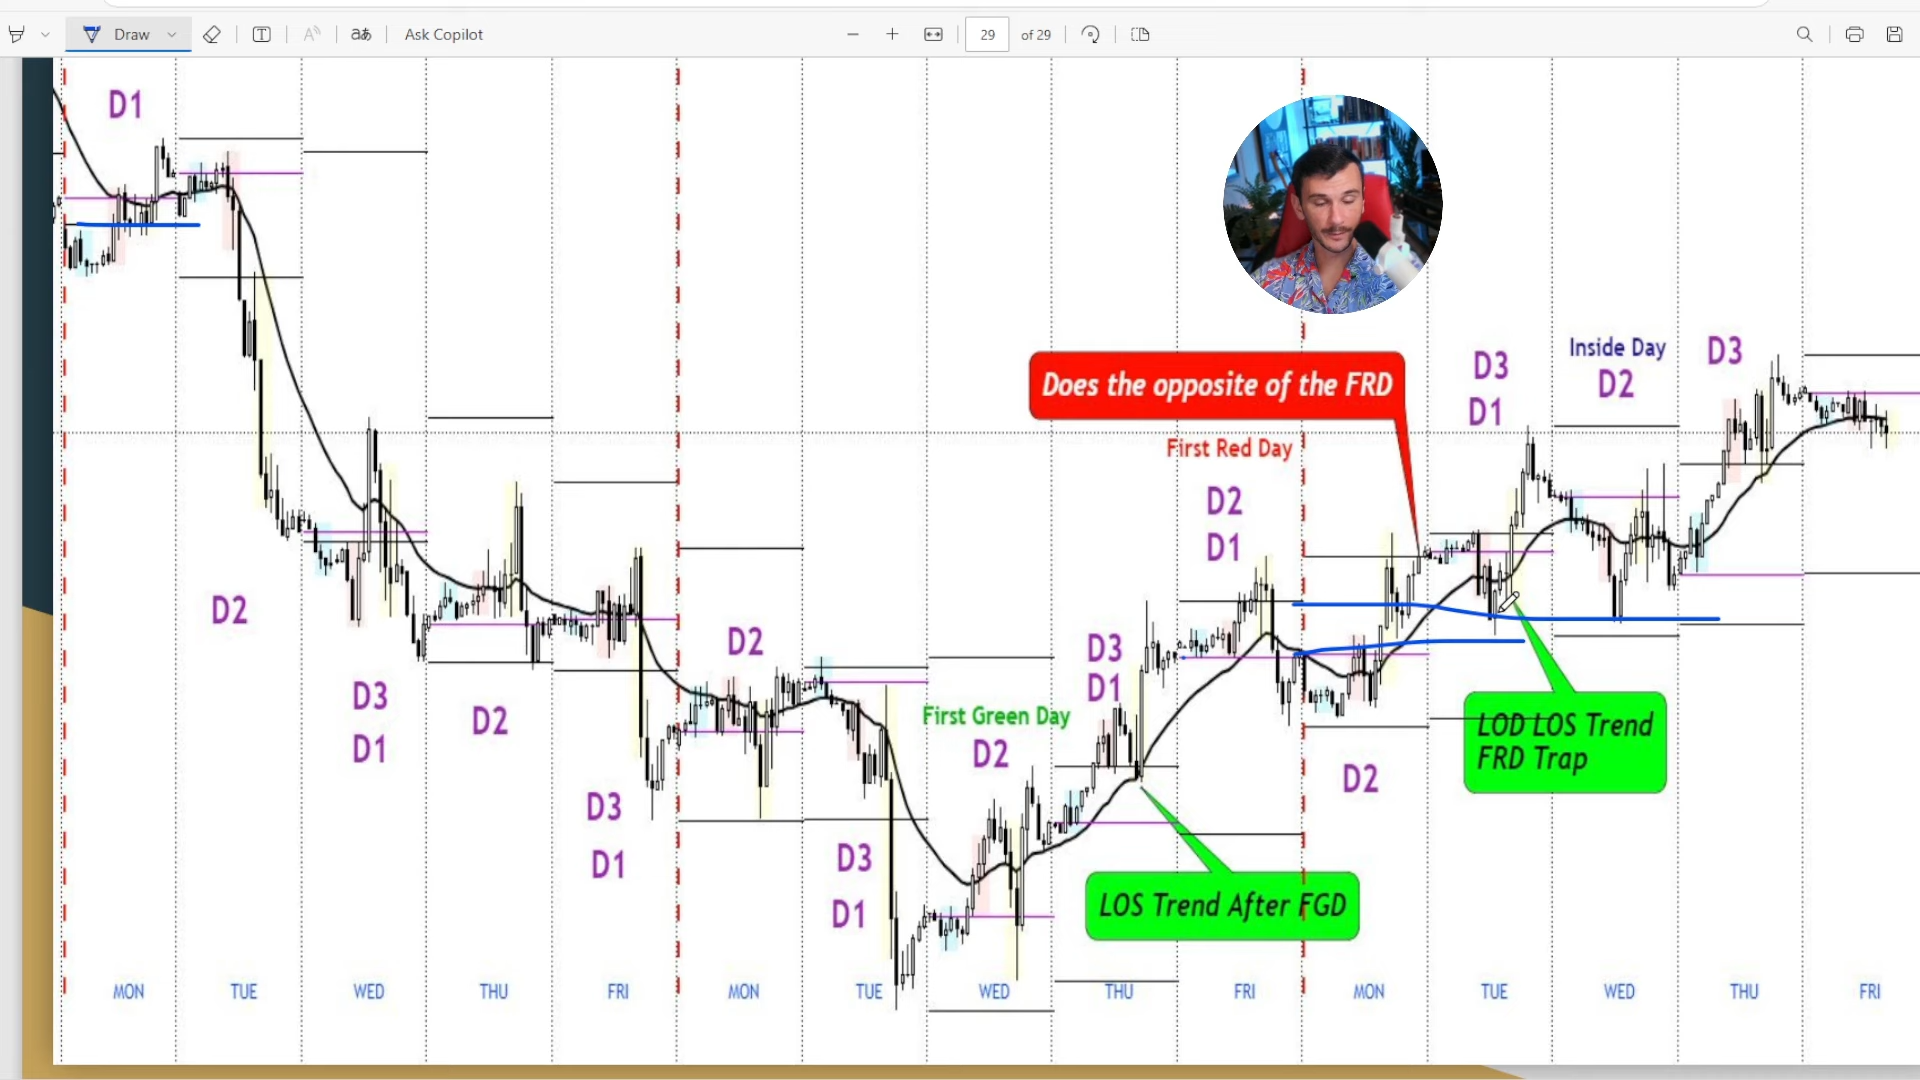 Draw
aあ
Ask Copilot
29
of 29
D1
D2
D3
D1
D2
D3
D1
D2
D3
D1
First Green Day
D2
D3
D1
LOS Trend After FGD
Does the opposite of the FRD
First Red Day
D2
D1
D2
D3
D1
LOD LOS Trend
FRD Trap
Inside Day
D2
D3
MON TUE WED THU FRI MON TUE WED THU FRI MON TUE WED THU FRI